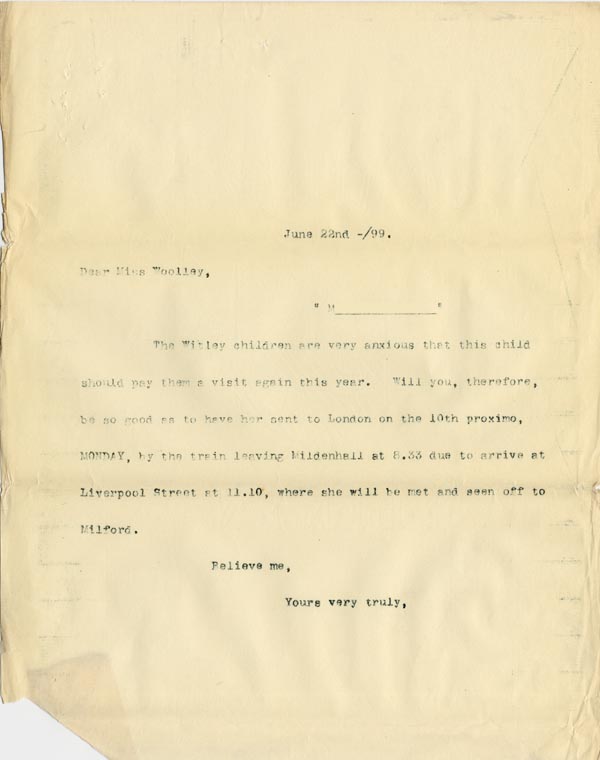 June 22nd -/99.
Dear Miss Woolley,
" M____________"
The Witley children are very anxious that this child
should pay them a visit again this year. Will you, therefore,
be so good as to have her sent to London on the 10th proximo,
MONDAY, by the train leaving Mildenhall at 8.33 due to arrive at
Liverpool Street at 11.10, where she will be met and seen off to
Milford.
Believe me,
Yours very truly,